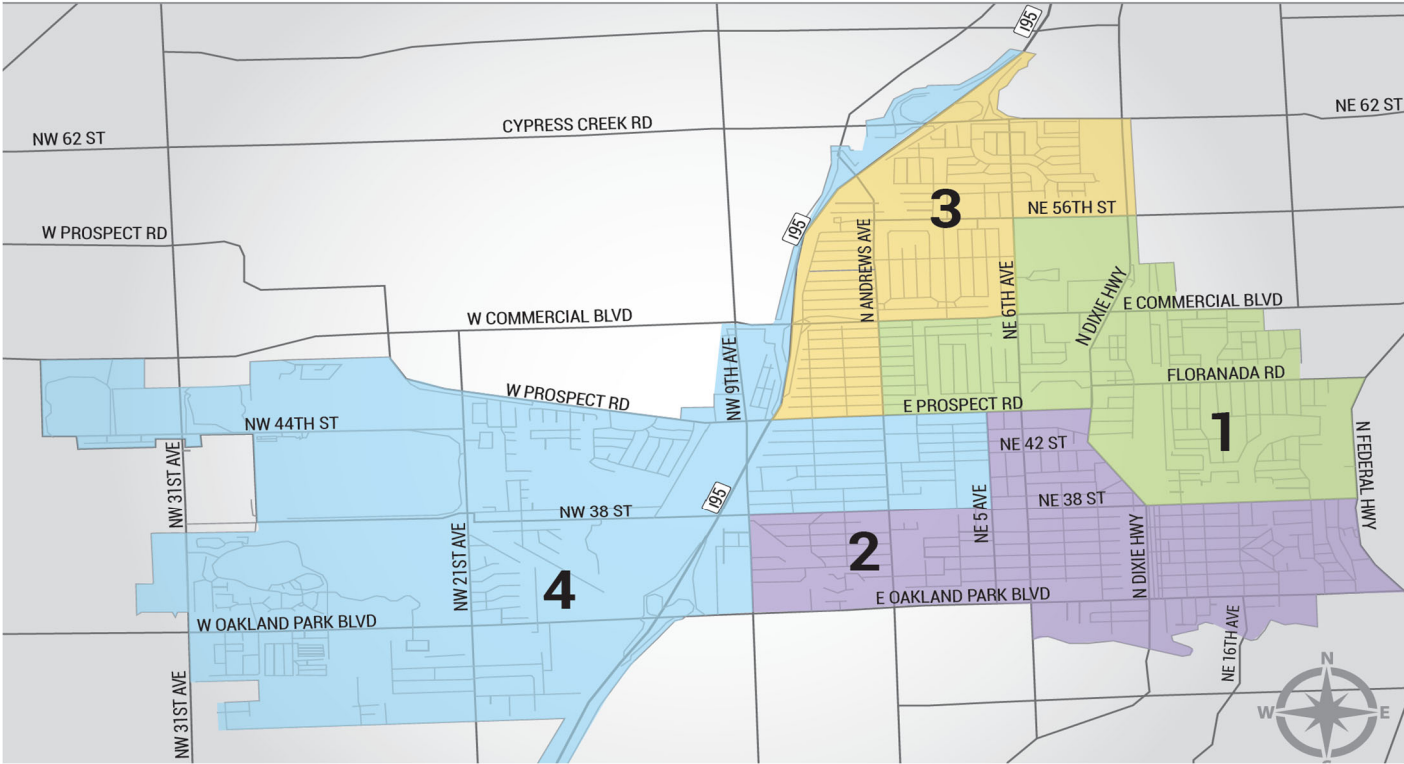 I95
NE 62 ST
CYPRESS CREEK RD
NW 62 ST
3
NE 56TH ST
W PROSPECT RD
I95
N ANDREWS AVE
NE 6TH AVE
N DIXIE HWY
E COMMERCIAL BLVD
W COMMERCIAL BLVD
NW 9TH AVE
FLORANADA RD
W PROSPECT RD
E PROSPECT RD
1
NW 44TH ST
NE 42 ST
N FEDERAL HWY
NW 31ST AVE
I95
NE 5 AVE
NE 38 ST
NW 38 ST
NW 21ST AVE
2
N DIXIE HWY
4
E OAKLAND PARK BLVD
W OAKLAND PARK BLVD
NE 16TH AVE
NW 31ST AVE
N
W
E